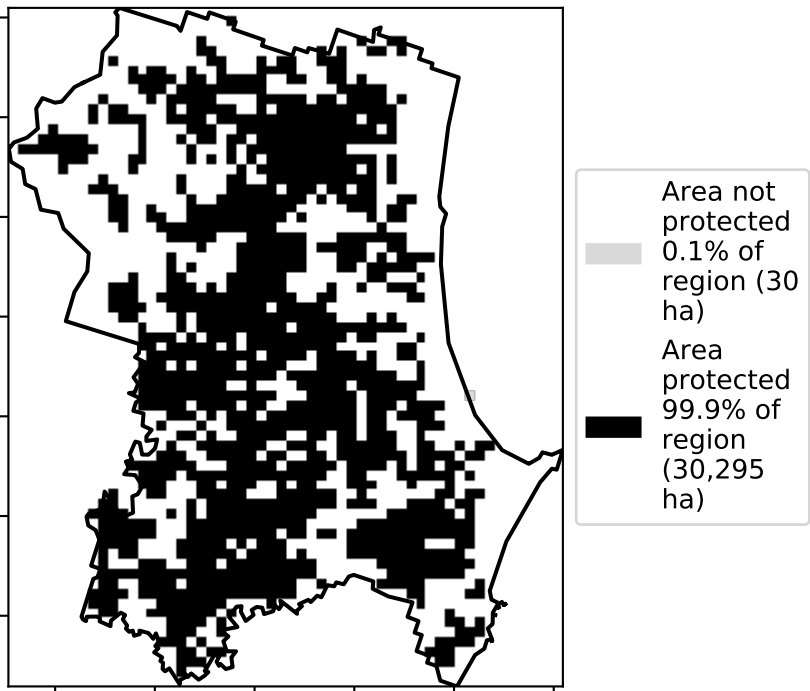 Area not
protected
0.1% of
region (30
ha)
Area
protected
99.9% of
region
(30,295
ha)